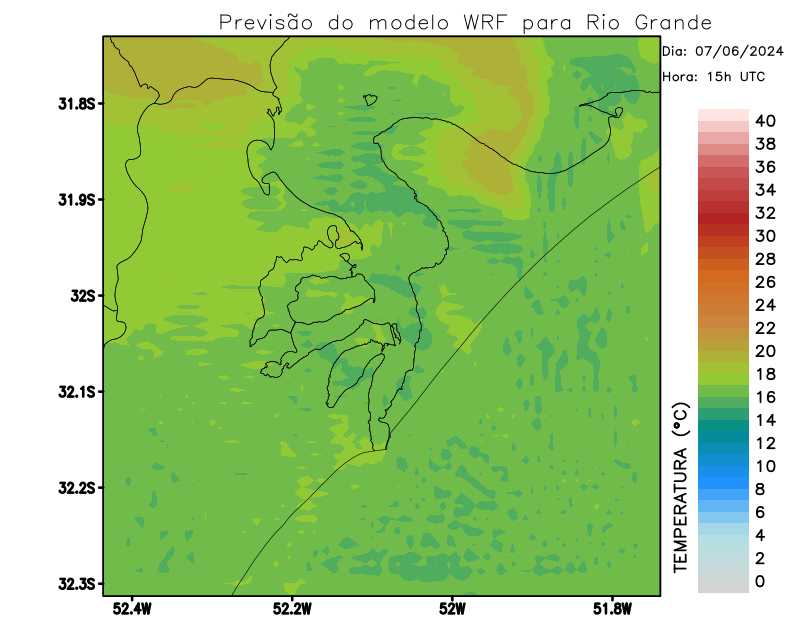 Previsão do modelo WRF para Rio Grande
Dia: 07/06/2024
Hora: 15h UTC
31.8S
31.9S
32S
32.1S
32.2S
32.3S
52.4W
52.2W
52W
51.8W
TEMPERATURA (°C)
40
38
36
34
32
30
28
26
24
22
20
18
16
14
12
10
8
6
4
2
0